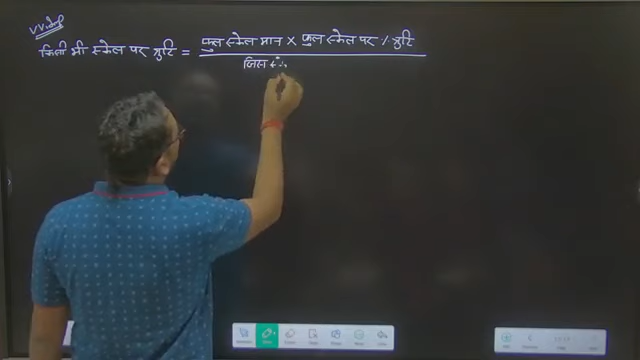 VVImp
किसी भी स्केल पर त्रुटि = फुल स्केल मान × फुल स्केल पर % त्रुटि
जिस